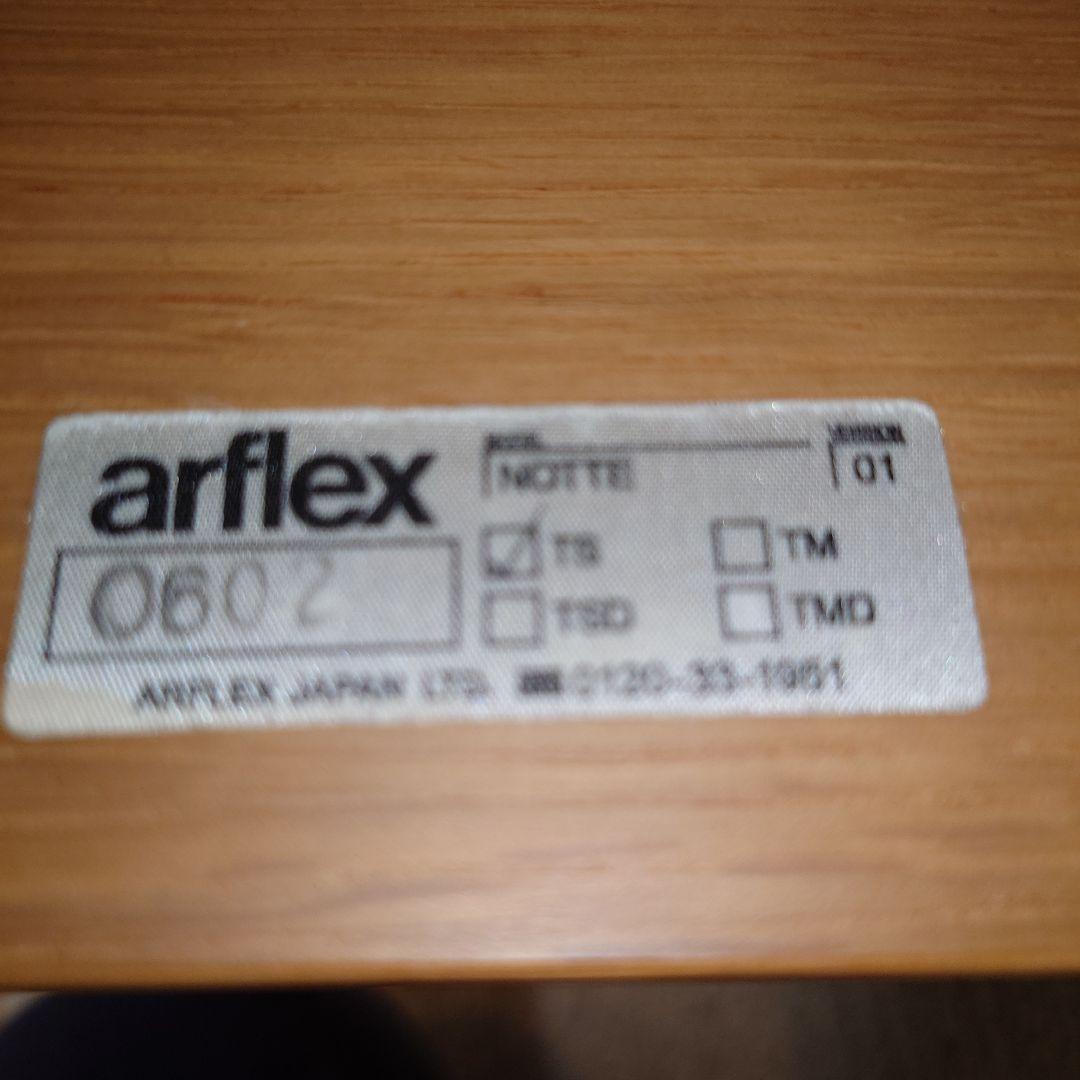 arflex
NOTTE
01
TS
TM
0602
TSD
TMD
ARFLEX JAPAN LTD. 0120-33-1951